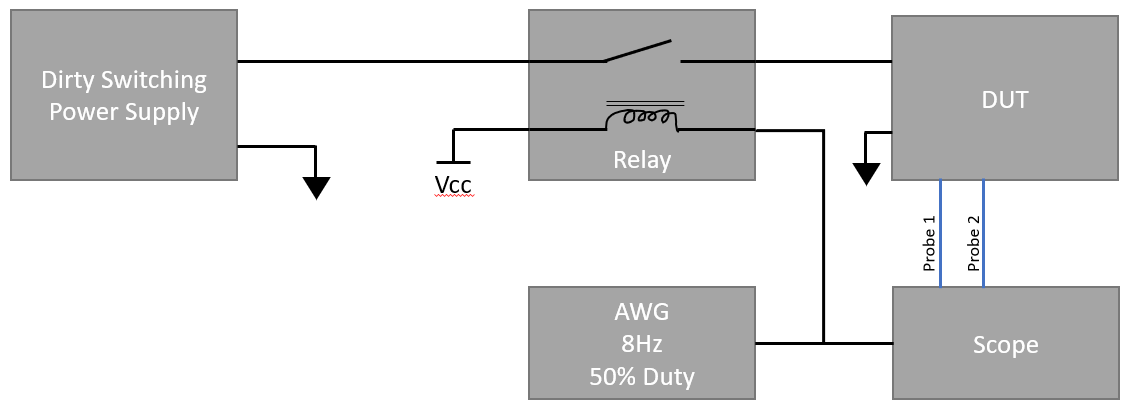 Dirty Switching
Power Supply
DUT
Relay
Vcc
Probe 1
Probe 2
AWG
8Hz
50% Duty
Scope